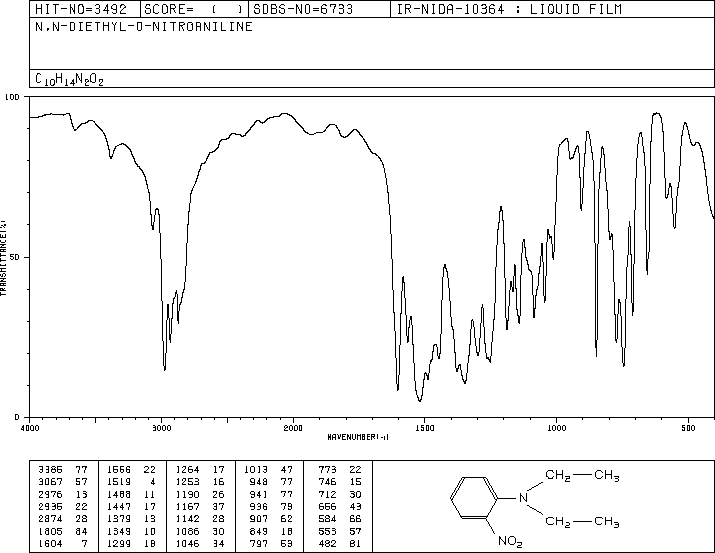 HIT-NO=3492 SCORE= ( ) SDBS-NO=6733 IR-NIDA-10364 : LIQUID FILM
N,N-DIETHYL-O-NITROANILINE
C10H14N2O2
100
50
0
TRANSMITTANCE(%)
4000 3000 2000 1500 1000 500
WAVENUMBER(-1)
3385 77 1566 22 1264 17 1013 47 773 22
3067 57 1519 4 1253 16 948 77 746 15
2976 13 1488 11 1190 26 941 77 712 30
2935 22 1447 17 1167 37 936 79 656 43
2874 28 1379 13 1142 28 907 62 584 66
1805 84 1349 10 1086 30 849 18 553 57
1604 7 1299 18 1046 34 797 53 482 81
CH2 CH3
N
CH2 CH3
NO2